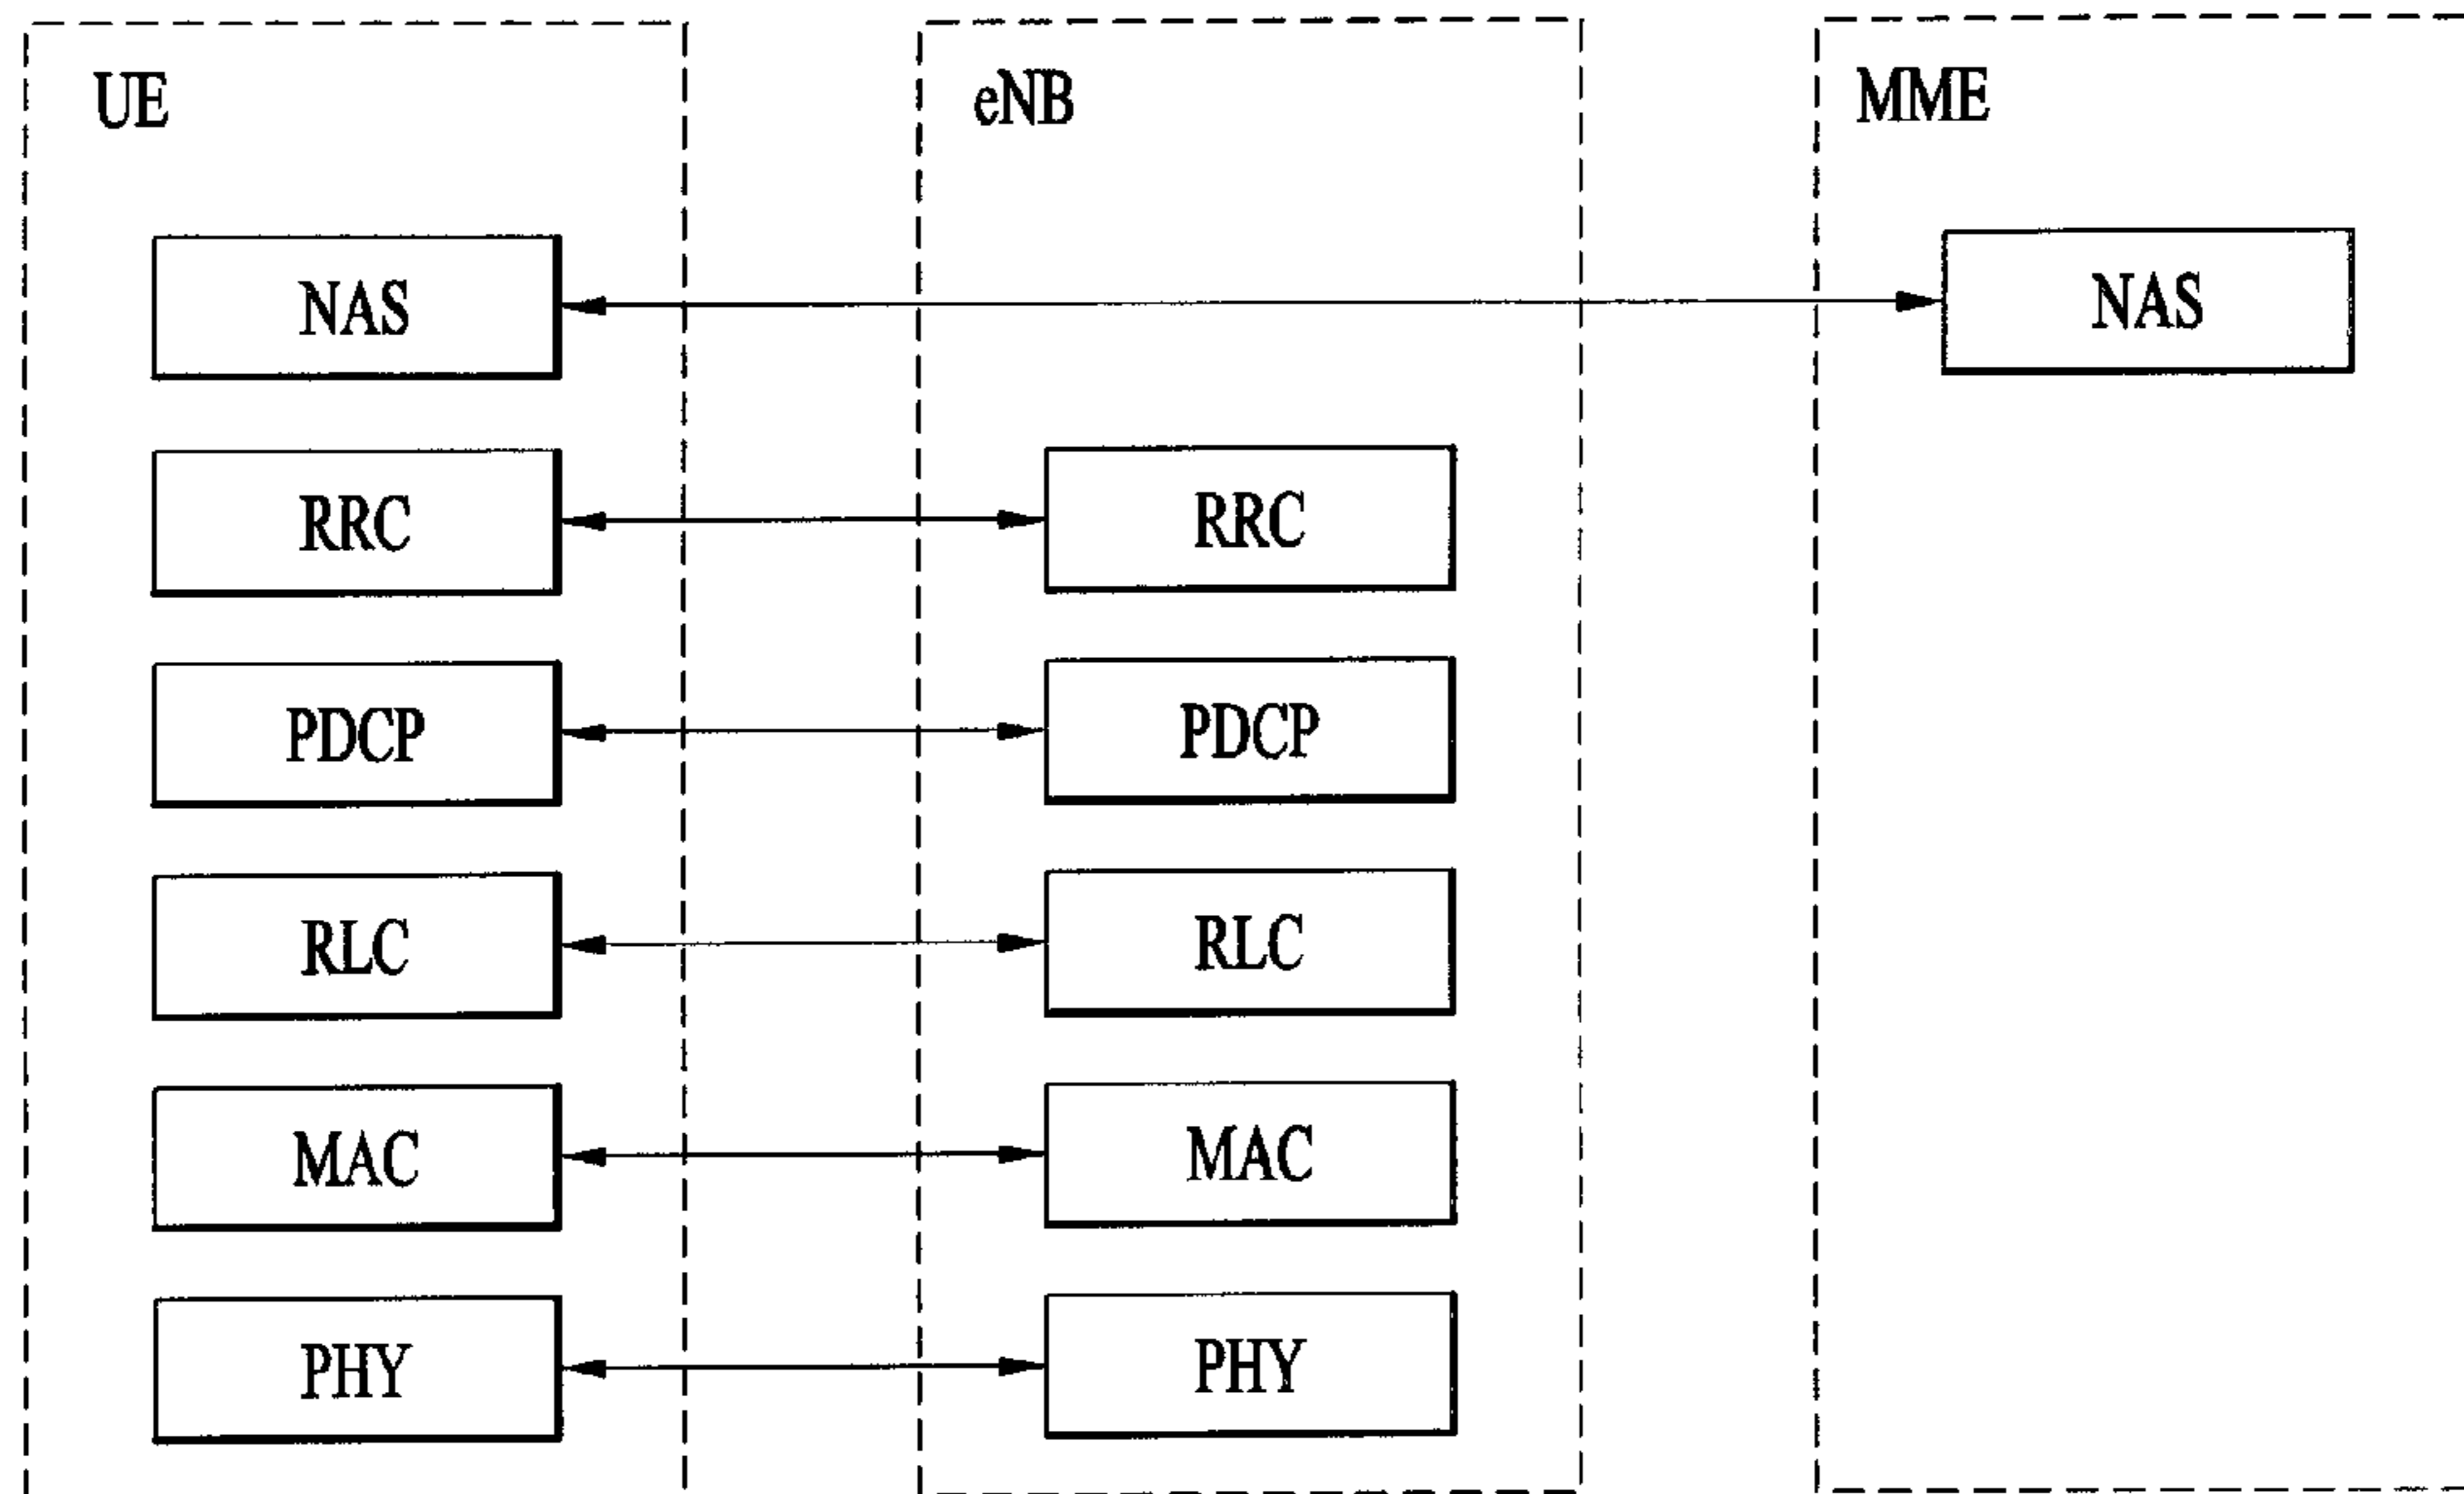 UE
eNB
MME
NAS
NAS
RRC
RRC
PDCP
PDCP
RLC
RLC
MAC
MAC
PHY
PHY